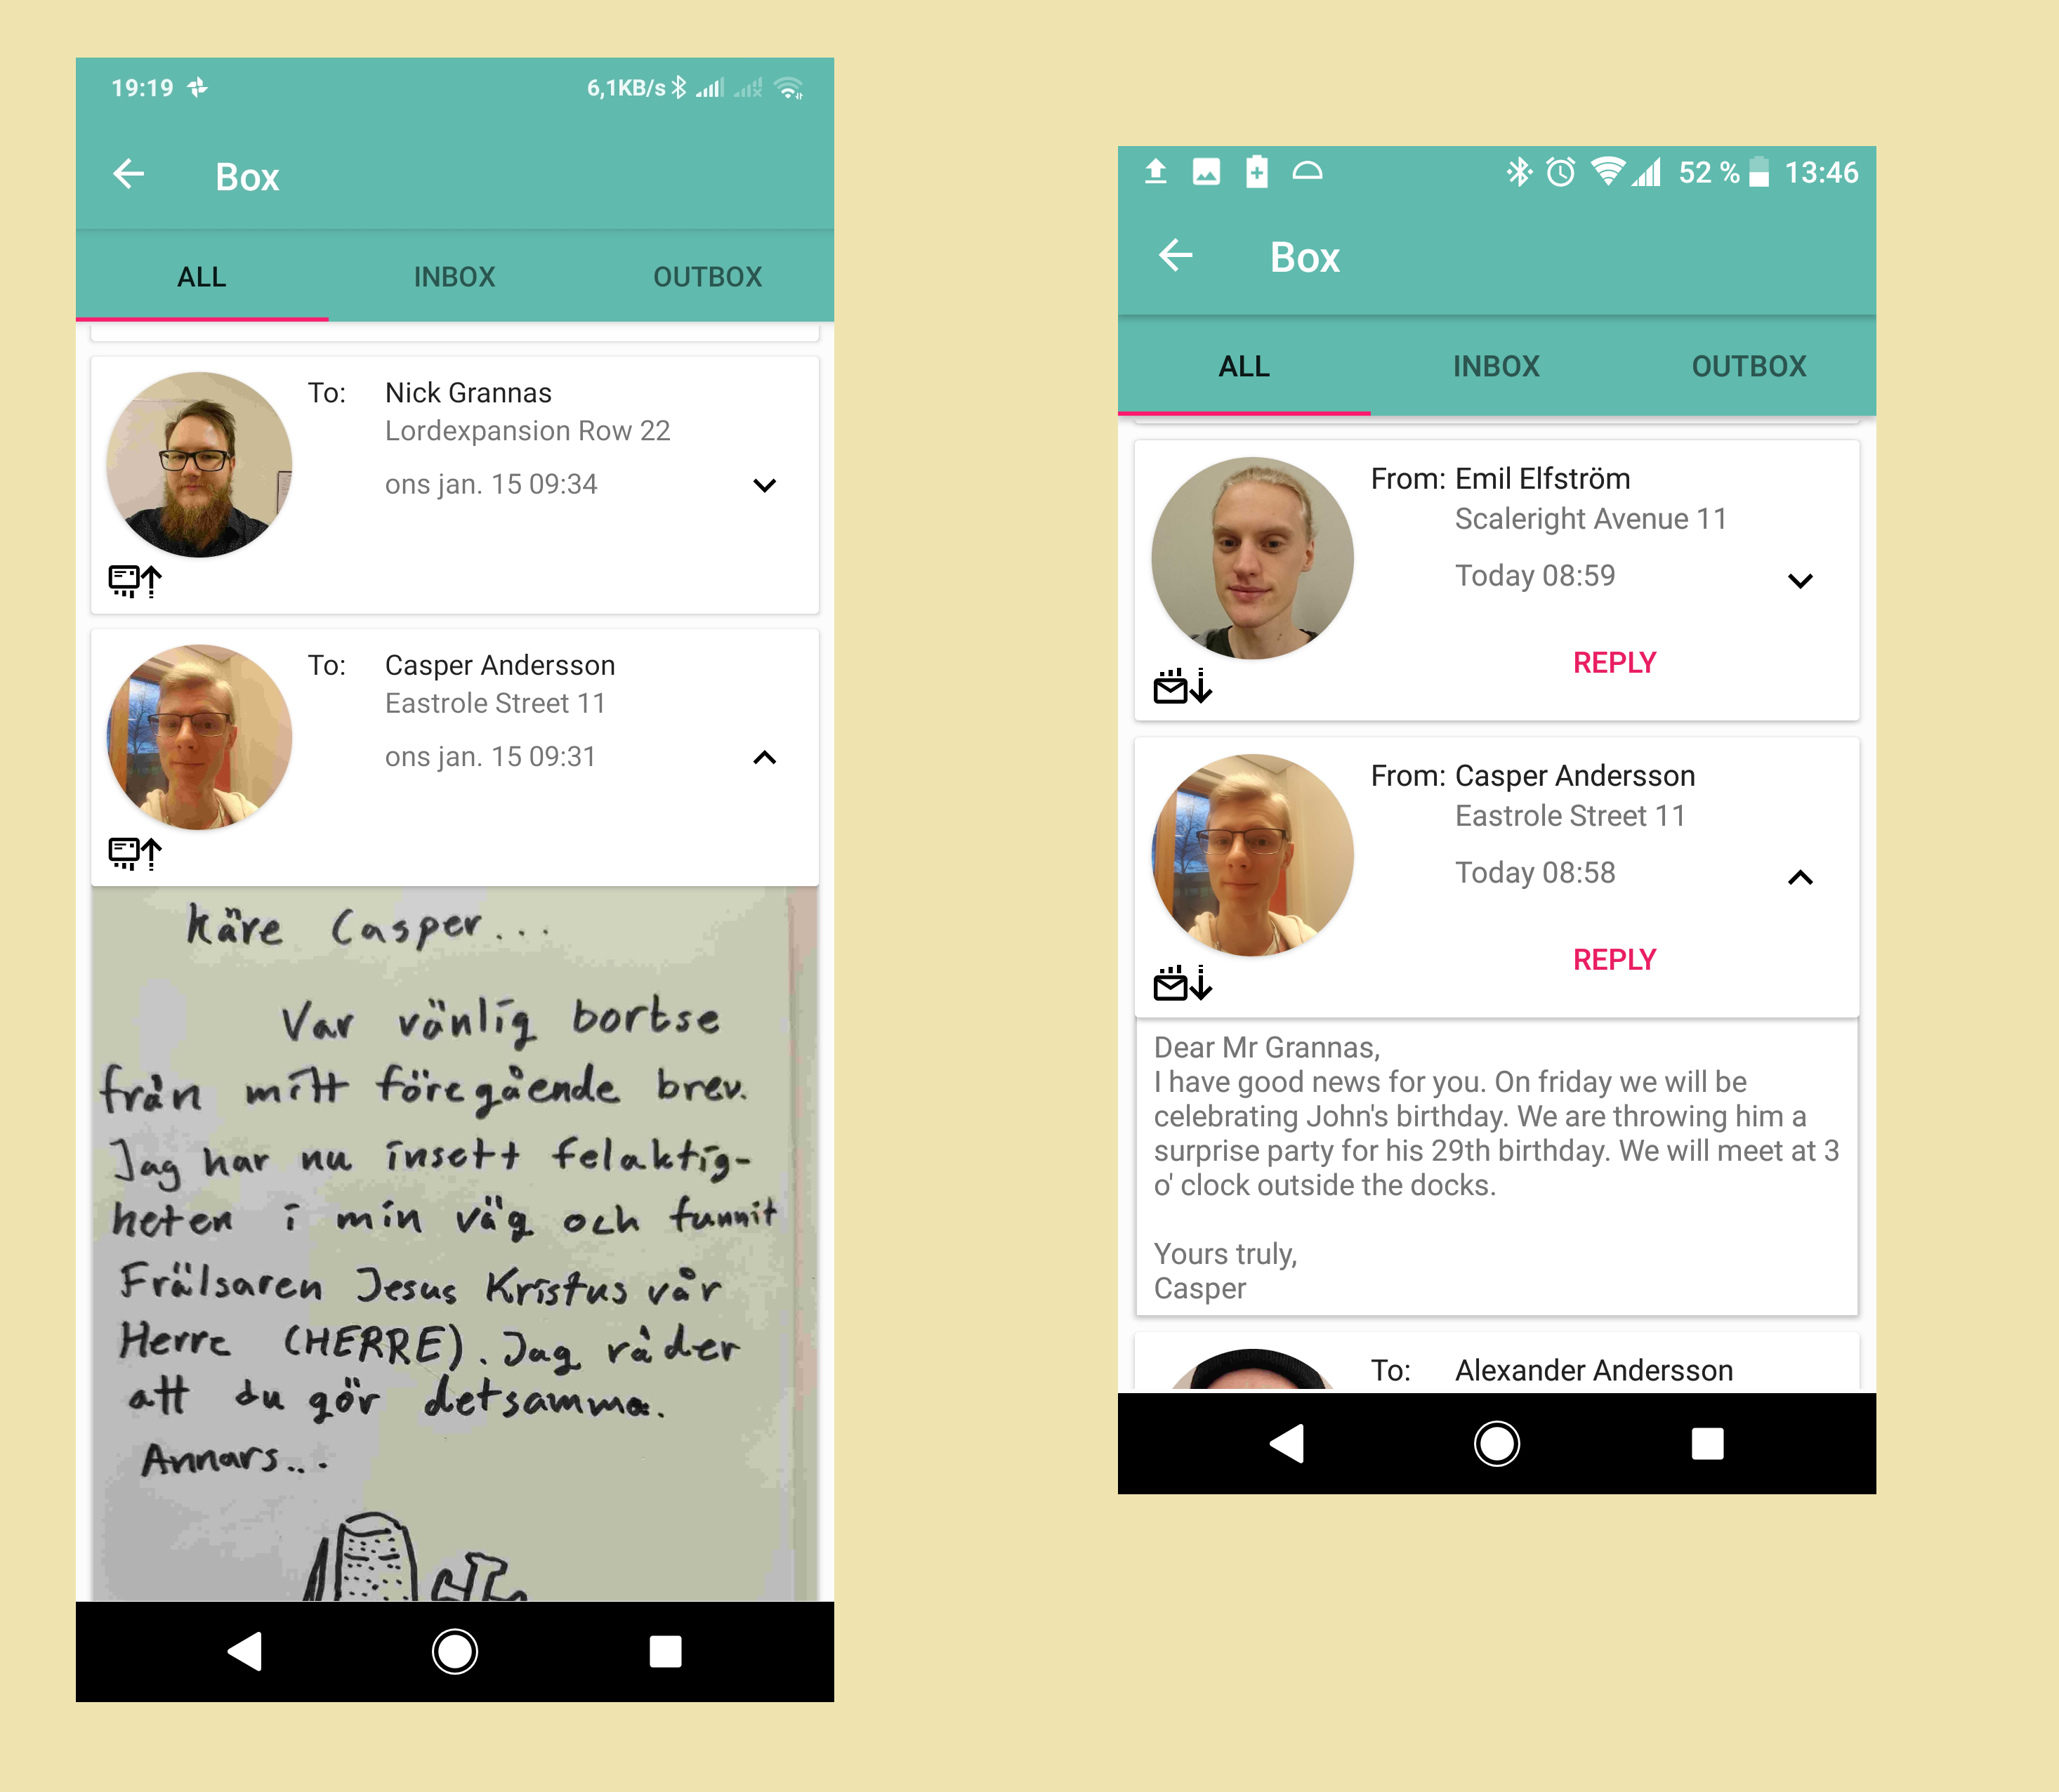 19:19 6,1KB/s
Box
ALL INBOX OUTBOX
To: Nick Grannas
Lordexpansion Row 22
ons jan. 15 09:34
To: Casper Andersson
Eastrole Street 11
ons jan. 15 09:31
Käre Casper...
Var vänlig bortse
från mitt föregående brev.
Jag har nu insett felaktig-
heten i min väg och funnit
Frälsaren Jesus Kristus vår
Herre (HERRE). Jag råder
att du gör detsamma.
Annars...
52 % 13:46
Box
ALL INBOX OUTBOX
From: Emil Elfström
Scaleright Avenue 11
Today 08:59
REPLY
From: Casper Andersson
Eastrole Street 11
Today 08:58
REPLY
Dear Mr Grannas,
I have good news for you. On friday we will be
celebrating John's birthday. We are throwing him a
surprise party for his 29th birthday. We will meet at 3
o' clock outside the docks.
Yours truly,
Casper
To: Alexander Andersson